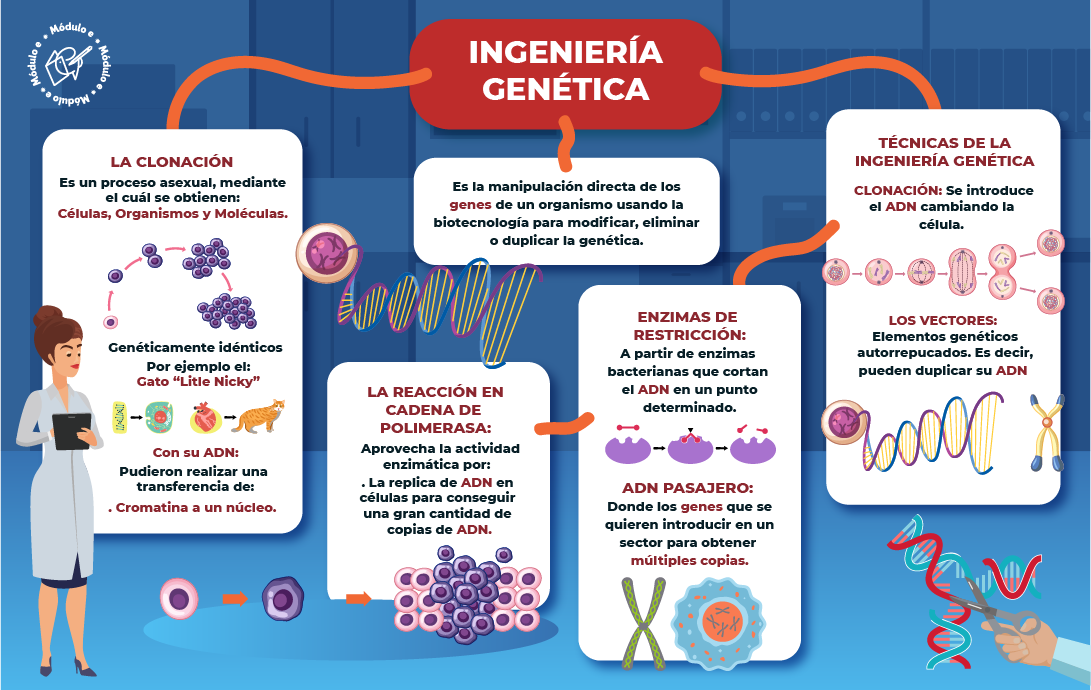 Módulo e * Módulo e * Módulo e * Módulo e *
INGENIERÍA
GENÉTICA
Es la manipulación directa de los
genes de un organismo usando la
biotecnología para modificar, eliminar
o duplicar la genética.
LA CLONACIÓN
Es un proceso asexual, mediante
el cuál se obtienen:
Células, Organismos y Moléculas.
Genéticamente idénticos
Por ejemplo el:
Gato “Litle Nicky”
Con su ADN:
Pudieron realizar una
transferencia de:
. Cromatina a un núcleo.
LA REACCIÓN EN
CADENA DE
POLIMERASA:
Aprovecha la actividad
enzimática por:
. La replica de ADN en
células para conseguir
una gran cantidad de
copias de ADN.
ENZIMAS DE
RESTRICCIÓN:
A partir de enzimas
bacterianas que cortan
el ADN en un punto
determinado.
ADN PASAJERO:
Donde los genes que se
quieren introducir en un
sector para obtener
múltiples copias.
TÉCNICAS DE LA
INGENIERÍA GENÉTICA
CLONACIÓN: Se introduce
el ADN cambiando la
célula.
LOS VECTORES:
Elementos genéticos
autorrepucados. Es decir,
pueden duplicar su ADN